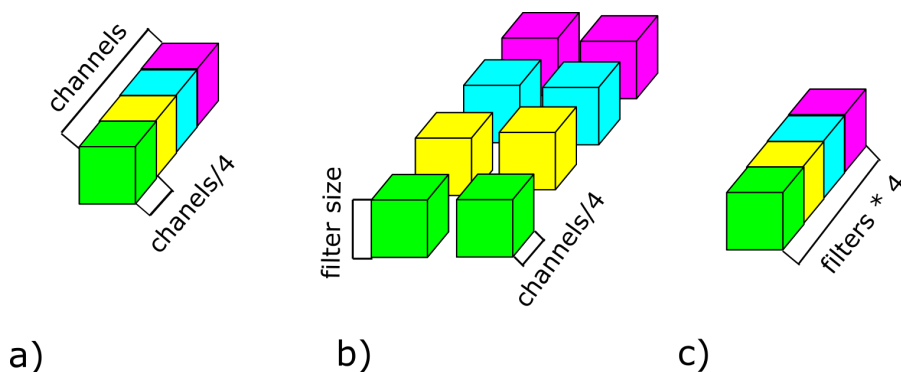 channels
chanels/4
a)
filter size
channels/4
b)
filters * 4
c)